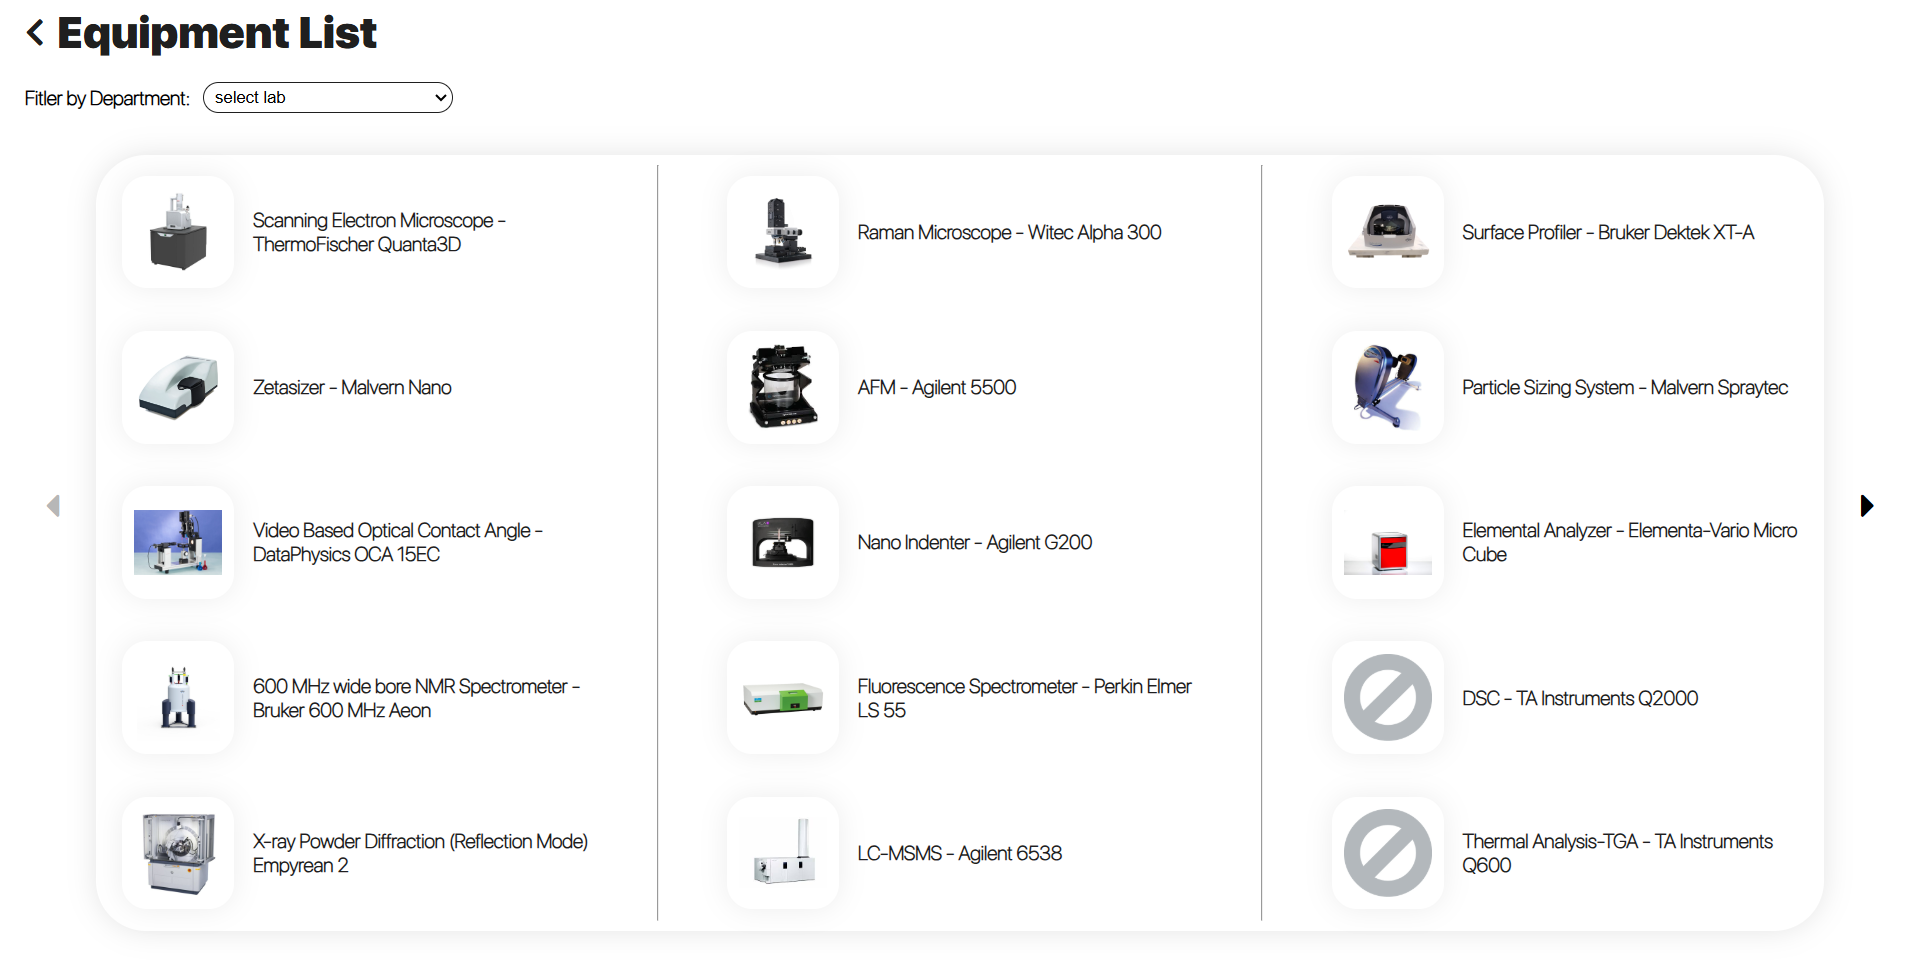 Equipment List
Fitler by Department: select lab
Scanning Electron Microscope -
ThermoFischer Quanta3D
Zetasizer - Malvern Nano
Video Based Optical Contact Angle -
DataPhysics OCA 15EC
600 MHz wide bore NMR Spectrometer -
Bruker 600 MHz Aeon
X-ray Powder Diffraction (Reflection Mode)
Empyrean 2
Raman Microscope - Witec Alpha 300
AFM - Agilent 5500
Nano Indenter - Agilent G200
Fluorescence Spectrometer - Perkin Elmer
LS 55
LC-MSMS - Agilent 6538
Surface Profiler - Bruker Dektek XT-A
Particle Sizing System - Malvern Spraytec
Elemental Analyzer - Elementa-Vario Micro
Cube
DSC - TA Instruments Q2000
Thermal Analysis-TGA - TA Instruments
Q600